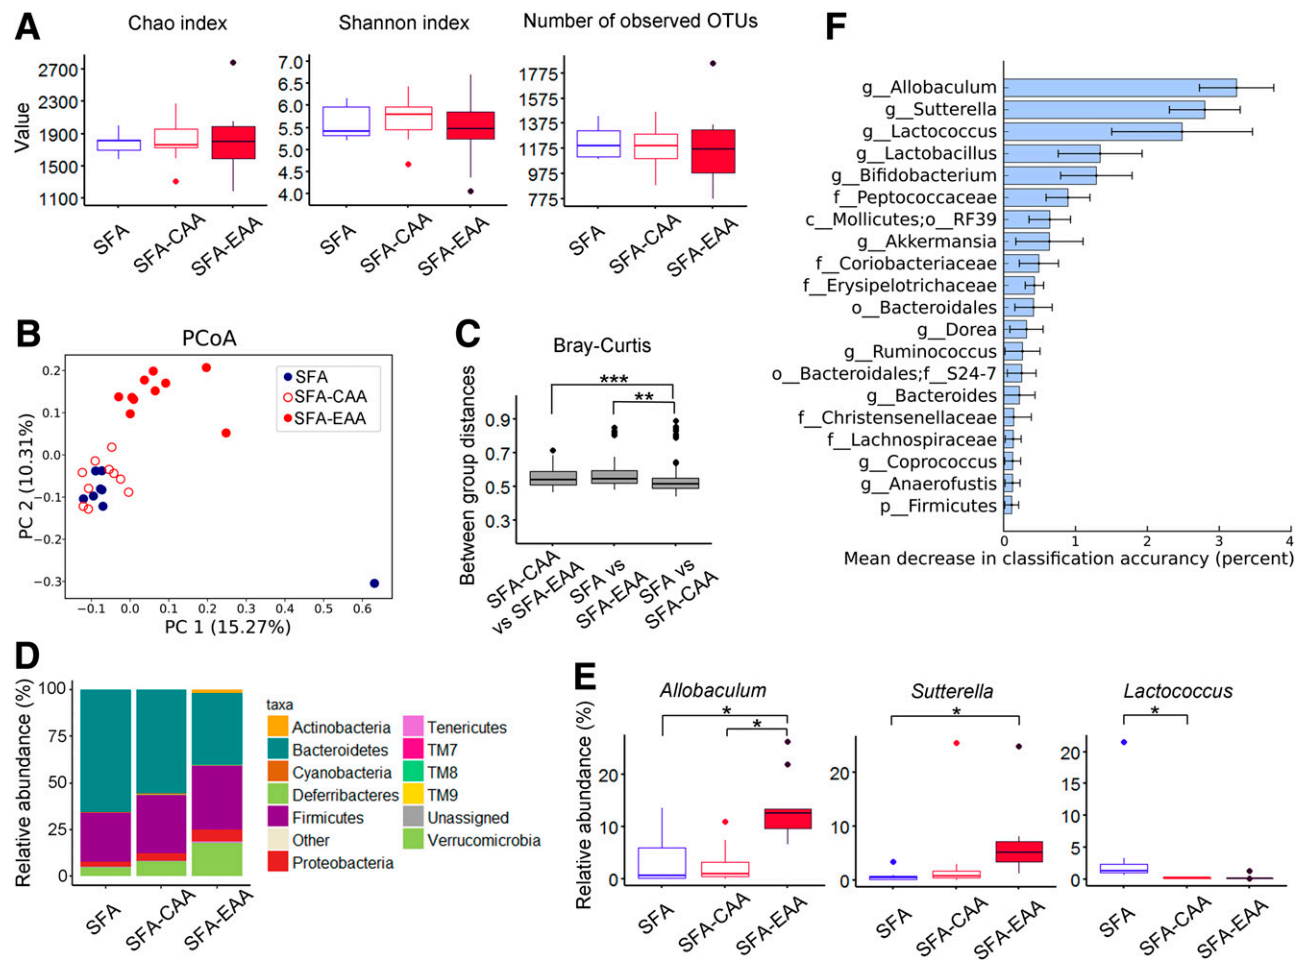 A
Chao index
Shannon index
Number of observed OTUs
Value
2700
2300
1900
1500
1100
SFA
SFA-CAA
SFA-EAA
7.0
6.5
6.0
5.5
5.0
4.5
4.0
SFA
SFA-CAA
SFA-EAA
1775
1575
1375
1175
975
775
SFA
SFA-CAA
SFA-EAA
B
PCoA
PC 2 (10.31%)
0.2
0.1
0.0
−0.1
−0.2
−0.3
−0.1
0.0
0.1
0.2
0.3
0.4
0.5
0.6
PC 1 (15.27%)
SFA
SFA-CAA
SFA-EAA
C
Bray-Curtis
Between group distances
0.9
0.7
0.5
0.3
***
**
SFA-CAA
vs SFA-EAA
SFA vs
SFA-EAA
SFA vs
SFA-CAA
D
Relative abundance (%)
100
75
50
25
0
SFA
SFA-CAA
SFA-EAA
taxa
Actinobacteria
Bacteroidetes
Cyanobacteria
Deferribacteres
Firmicutes
Other
Proteobacteria
Tenericutes
TM7
TM8
TM9
Unassigned
Verrucomicrobia
E
Allobaculum
Sutterella
Lactococcus
Relative abundance (%)
20
10
0
*
*
SFA
SFA-CAA
SFA-EAA
20
10
0
*
SFA
SFA-CAA
SFA-EAA
20
15
10
5
0
*
SFA
SFA-CAA
SFA-EAA
F
g__Allobaculum
g__Sutterella
g__Lactococcus
g__Lactobacillus
g__Bifidobacterium
f__Peptococcaceae
c__Mollicutes;o__RF39
g__Akkermansia
f__Coriobacteriaceae
f__Erysipelotrichaceae
o__Bacteroidales
g__Dorea
g__Ruminococcus
o__Bacteroidales;f__S24-7
g__Bacteroides
f__Christensenellaceae
f__Lachnospiraceae
g__Coprococcus
g__Anaerofustis
p__Firmicutes
0
1
2
3
4
Mean decrease in classification accurancy (percent)